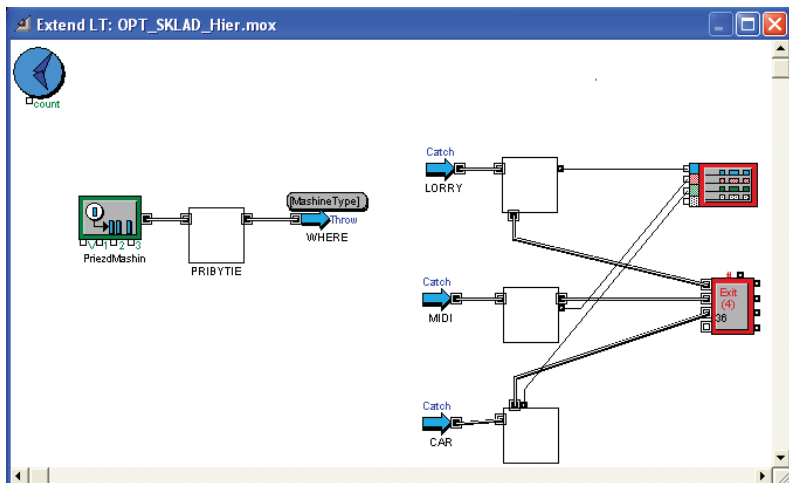 Extend LT: OPT_SKLAD_Hier.mox
count
V 1 2 3
PriezdMashin
PRIBYTIE
[MashineType]
Throw
WHERE
Catch
LORRY
Catch
MIDI
Catch
CAR
#
Exit
(4)
36